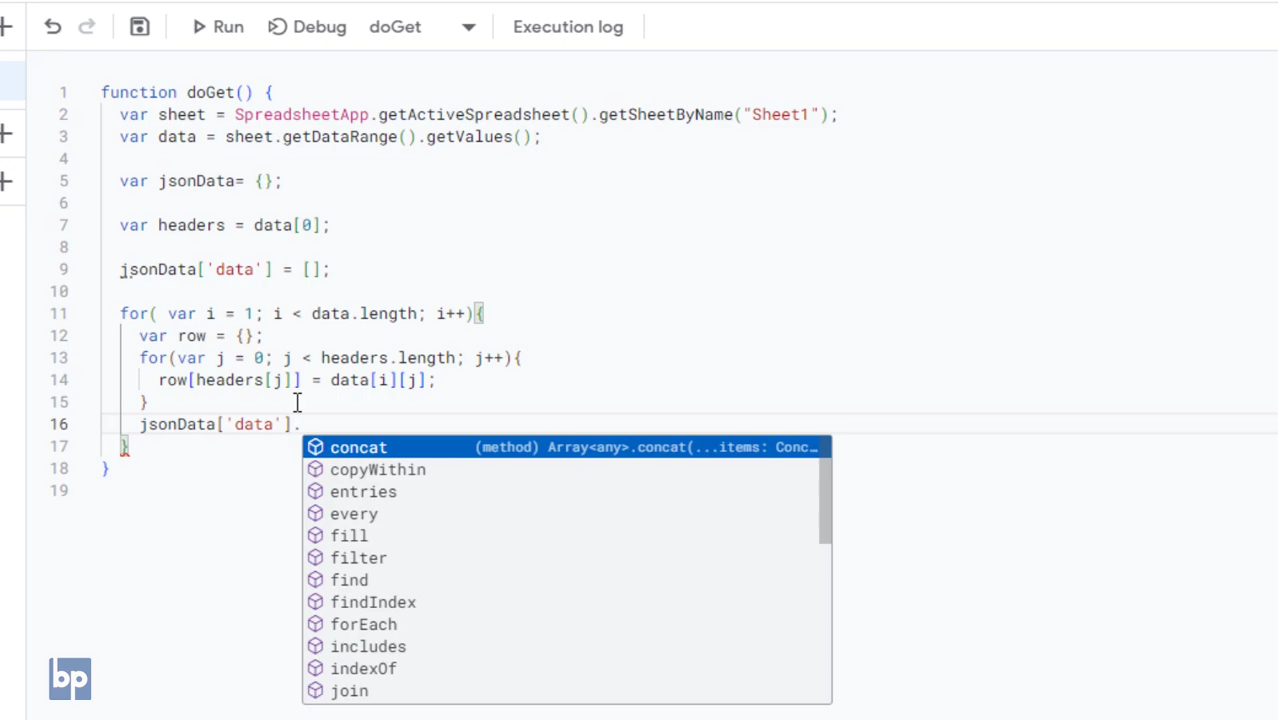 Run Debug doGet Execution log
1 function doGet() {
2 var sheet = SpreadsheetApp.getActiveSpreadsheet().getSheetByName("Sheet1");
3 var data = sheet.getDataRange().getValues();
4
5 var jsonData= {};
6
7 var headers = data[0];
8
9 jsonData['data'] = [];
10
11 for( var i = 1; i < data.length; i++){
12 var row = {};
13 for(var j = 0; j < headers.length; j++){
14 row[headers[j]] = data[i][j];
15 }
16 jsonData['data'].
17 }
18 }
19
concat (method) Array<any>.concat(...items: Conc…
copyWithin
entries
every
fill
filter
find
findIndex
forEach
includes
indexOf
join
bp